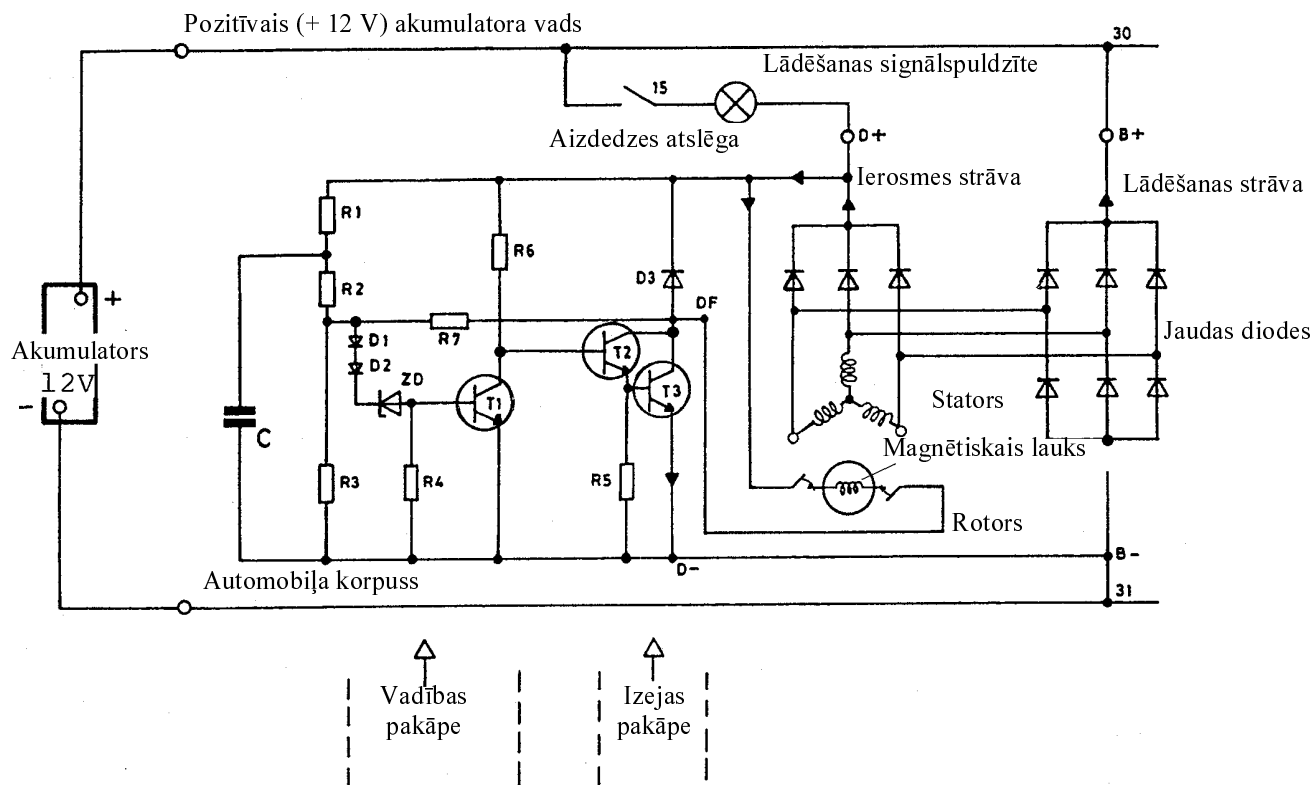 Pozitīvais (+ 12 V) akumulatora vads
30
Lādēšanas signālspuldzīte
15
Aizdedzes atslēga
D+
B+
Ierosmes strāva
Lādēšanas strāva
R1
R6
R2
D3
DF
+
Akumulators
12V
-
D1
R7
D2
ZD
T1
T2
T3
Jaudas diodes
C
Stators
Magnētiskais lauks
R3
R4
R5
Rotors
D-
B-
Automobiļa korpuss
31
Vadības
pakāpe
Izejas
pakāpe